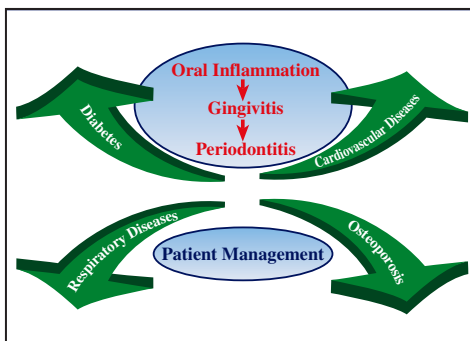 Oral Inflammation
Gingivitis
Periodontitis
Diabetes
Cardiovascular Diseases
Respiratory Diseases
Osteoporosis
Patient Management